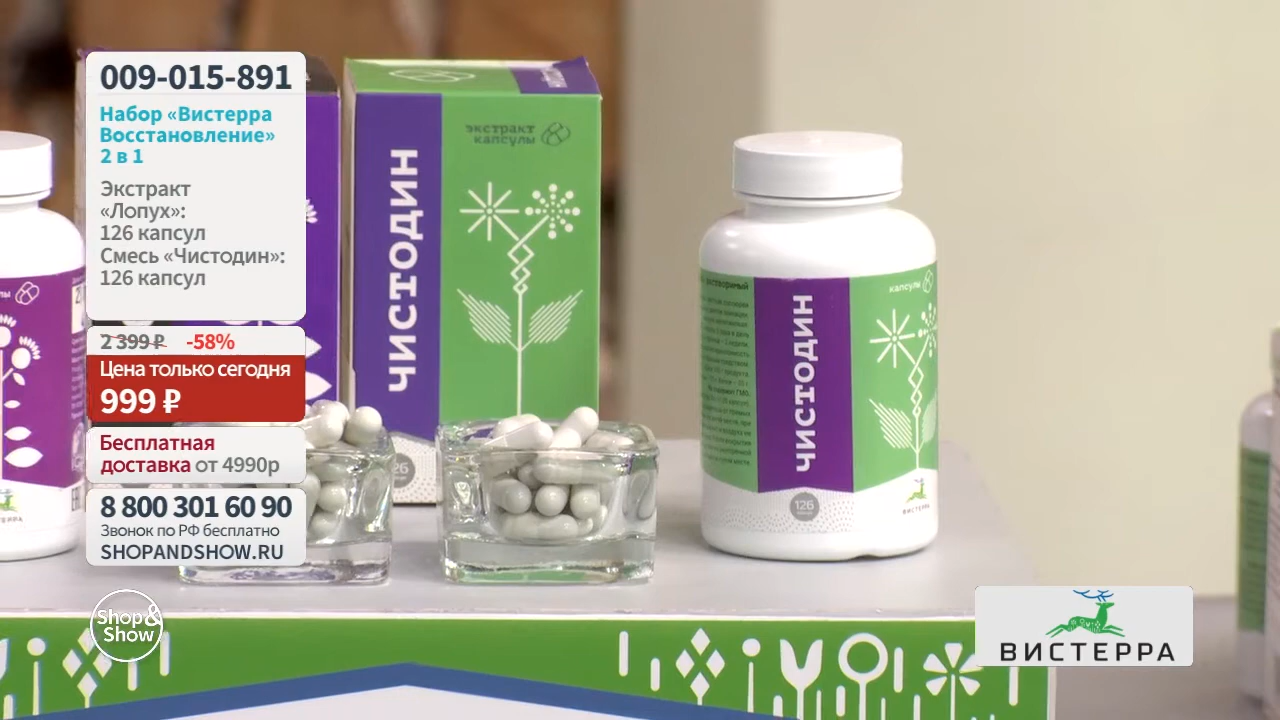 009-015-891
Набор «Вистерра
Восстановление»
2 в 1
Экстракт
«Лопух»:
126 капсул
Смесь «Чистодин»:
126 капсул
2 399 ₽ -58%
Цена только сегодня
999 ₽
Бесплатная
доставка от 4990р
8 800 301 60 90
Звонок по РФ бесплатно
SHOPANDSHOW.RU
Shop&
Show
экстракт
капсулы
ЧИСТОДИН
26
капсулы
ЧИСТОДИН
126
ВИСТЕРРА
ВИСТЕРРА